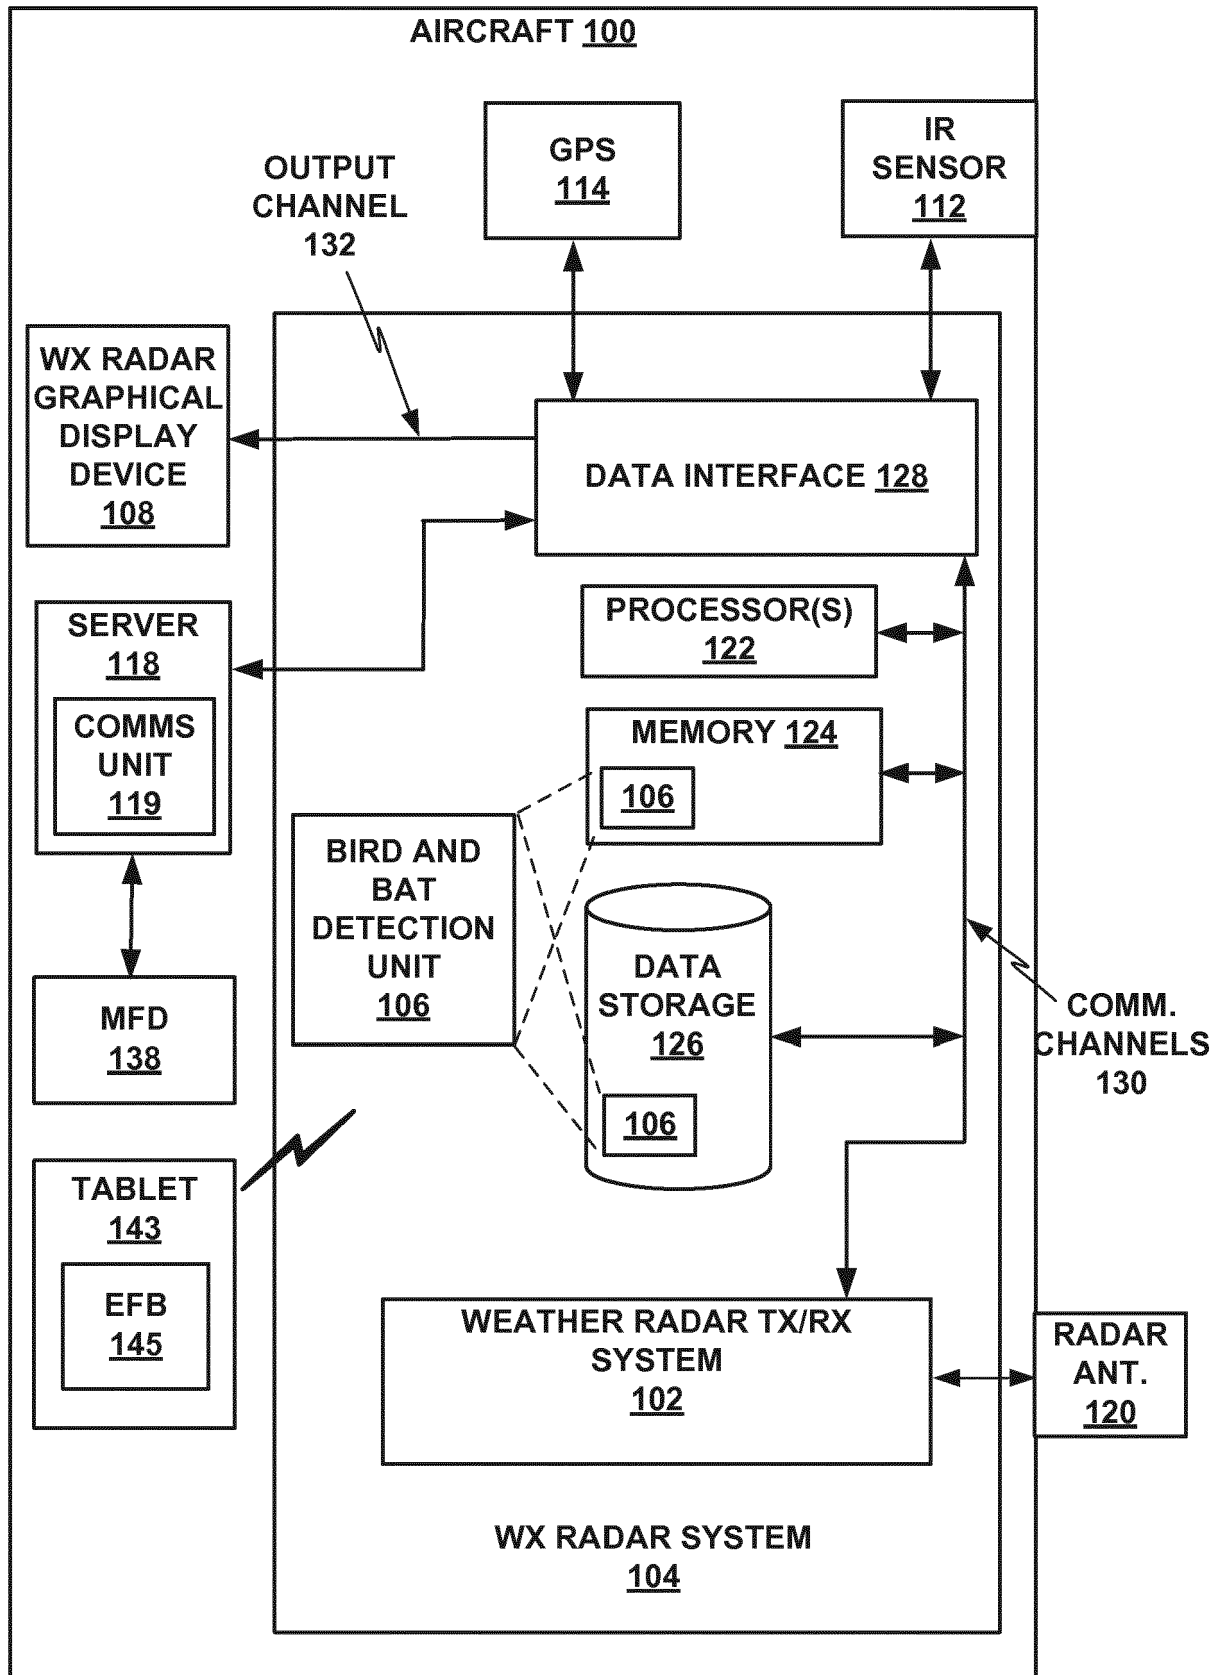 AIRCRAFT 100
GPS
114
IR
SENSOR
112
OUTPUT
CHANNEL
132
WX RADAR
GRAPHICAL
DISPLAY
DEVICE
108
DATA INTERFACE 128
SERVER
118
COMMS
UNIT
119
PROCESSOR(S)
122
MEMORY 124
106
BIRD AND
BAT
DETECTION
UNIT
106
DATA
STORAGE
126
106
COMM.
CHANNELS
130
MFD
138
TABLET
143
EFB
145
WEATHER RADAR TX/RX
SYSTEM
102
RADAR
ANT.
120
WX RADAR SYSTEM
104